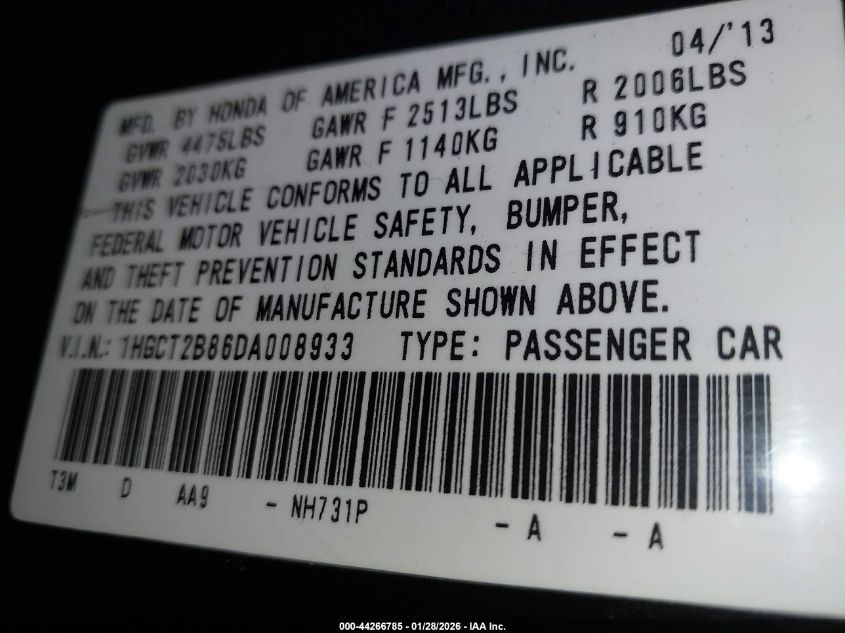 04/'13
MFD. BY HONDA OF AMERICA MFG., INC.
GVWR 4475LBS GAWR F 2513LBS R 2006LBS
GVWR 2030KG GAWR F 1140KG R 910KG
THIS VEHICLE CONFORMS TO ALL APPLICABLE
FEDERAL MOTOR VEHICLE SAFETY, BUMPER,
AND THEFT PREVENTION STANDARDS IN EFFECT
ON THE DATE OF MANUFACTURE SHOWN ABOVE.
V.I.N.: 1HGCT2B86DA008933 TYPE: PASSENGER CAR
T3M D AA9 - NH731P - A - A
000-44266785 - 01/28/2026 - IAA Inc.